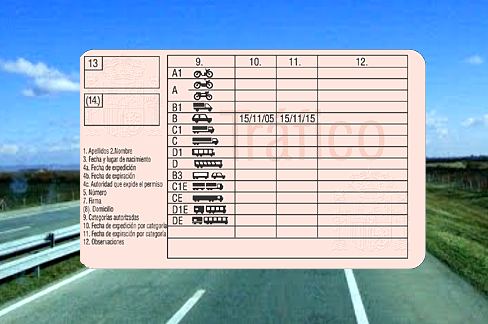 13
(14.)
9. 10. 11. 12.
A1
A
B1
B 15/11/05 15/11/15
C1
C
D1
D
B3
C1E
CE
D1E
DE
Tráfico
1. Apellidos 2.Nombre
3. Fecha y lugar de nacimiento
4a. Fecha de expedición
4b. Fecha de expiración
4c. Autoridad que expide el permiso
5. Número
7. Firma
(8). Domicilio
9. Categorías autorizadas
10. Fecha de expedición por categoría
11. Fecha de expiración por categoría
12. Observaciones